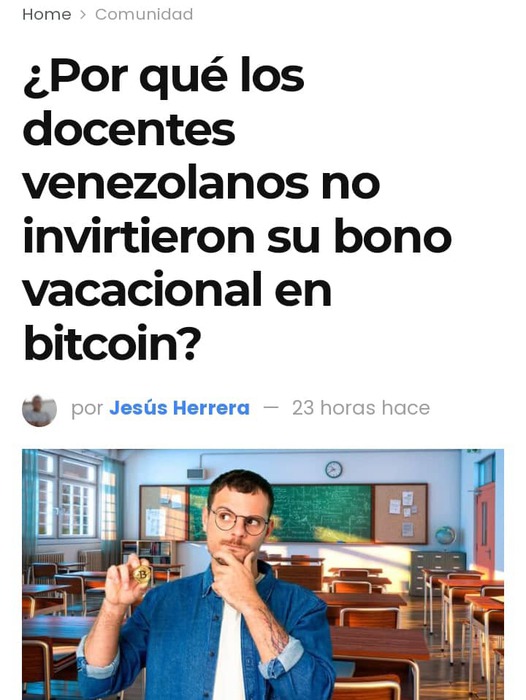 Home > Comunidad
¿Por qué los
docentes
venezolanos no
invirtieron su bono
vacacional en
bitcoin?
por Jesús Herrera — 23 horas hace